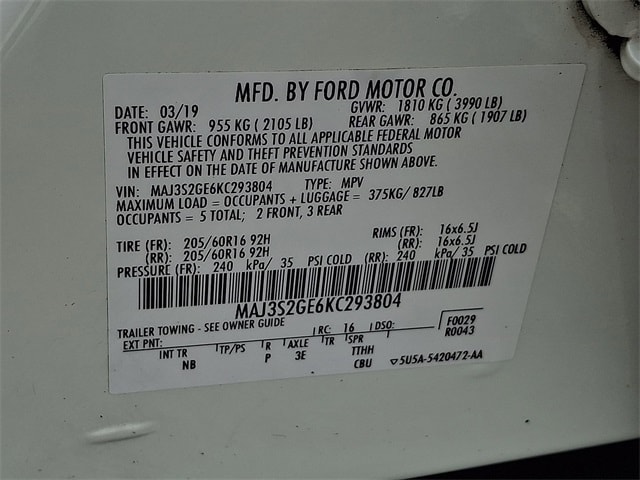 MFD. BY FORD MOTOR CO.
DATE: 03/19 GVWR: 1810 KG ( 3990 LB)
FRONT GAWR: 955 KG ( 2105 LB) REAR GAWR: 865 KG ( 1907 LB)
THIS VEHICLE CONFORMS TO ALL APPLICABLE FEDERAL MOTOR
VEHICLE SAFETY AND THEFT PREVENTION STANDARDS
IN EFFECT ON THE DATE OF MANUFACTURE SHOWN ABOVE.
VIN: MAJ3S2GE6KC293804 TYPE: MPV
MAXIMUM LOAD = OCCUPANTS + LUGGAGE = 375KG/ 827LB
OCCUPANTS = 5 TOTAL; 2 FRONT, 3 REAR
TIRE (FR): 205/60R16 92H RIMS (FR): 16x6.5J
(RR): 205/60R16 92H (RR): 16x6.5J
PRESSURE (FR): 240 kPa/ 35 PSI COLD (RR): 240 kPa/ 35 PSI COLD
MAJ3S2GE6KC293804
TRAILER TOWING - SEE OWNER GUIDE
EXT PNT: RC: 16 DSO: F0029
INT TR TP/PS R AXLE TR SPR R0043
NB P 3E TTHH
CBU 5U5A-5420472-AA